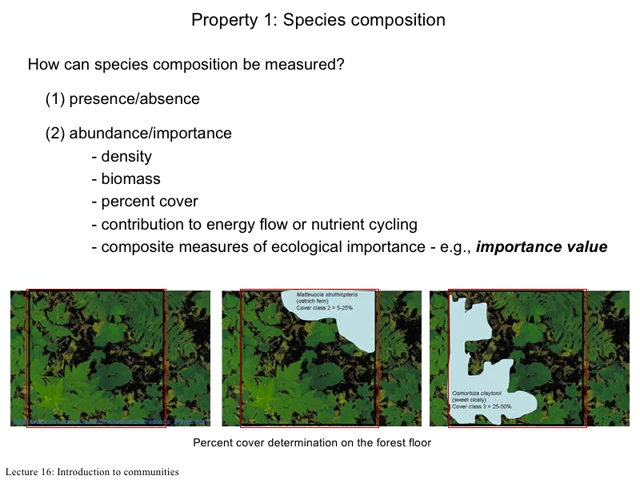 Property 1: Species composition
How can species composition be measured?
(1) presence/absence
(2) abundance/importance
- density
- biomass
- percent cover
- contribution to energy flow or nutrient cycling
- composite measures of ecological importance - e.g., importance value
Matteuccia struthiopteris
(ostrich fern)
Cover class 2 = 5-25%
Osmorhiza claytonii
(sweet cicely)
Cover class 3 = 25-50%
Percent cover determination on the forest floor
Lecture 16: Introduction to communities